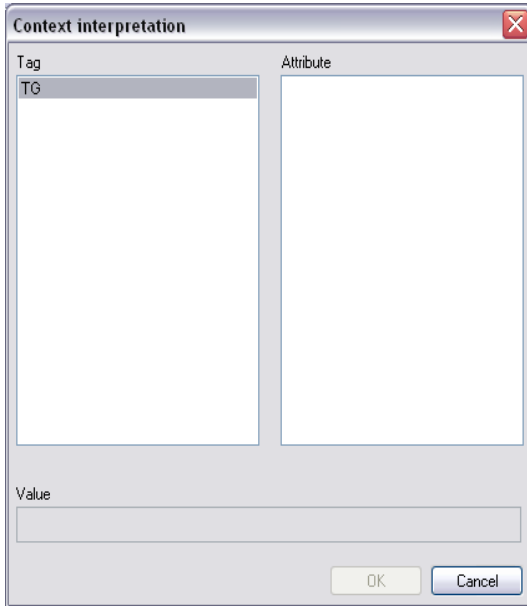 Context interpretation
Tag
Attribute
TG
Value
OK
Cancel